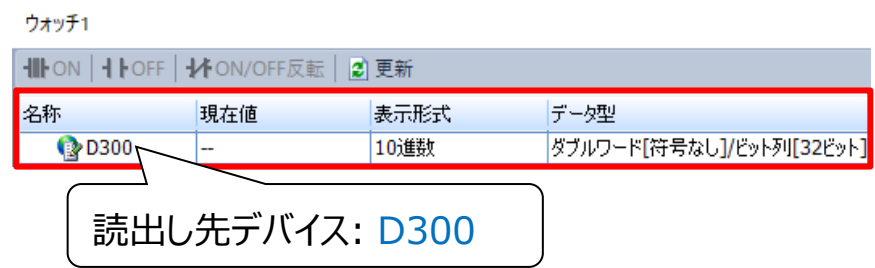 ウォッチ1
ON OFF ON/OFF反転 更新
名称 現在値 表示形式 データ型
D300 -- 10進数 ダブルワード[符号なし]/ビット列[32ビット]
読出し先デバイス: D300